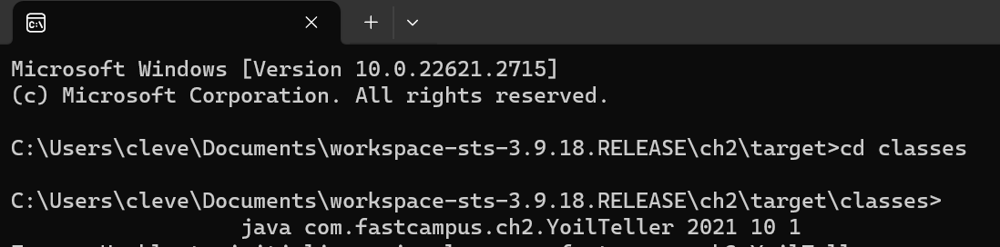 Microsoft Windows [Version 10.0.22621.2715]
(c) Microsoft Corporation. All rights reserved.
C:\Users\cleve\Documents\workspace-sts-3.9.18.RELEASE\ch2\target>cd classes
C:\Users\cleve\Documents\workspace-sts-3.9.18.RELEASE\ch2\target\classes>
java com.fastcampus.ch2.YoilTeller 2021 10 1